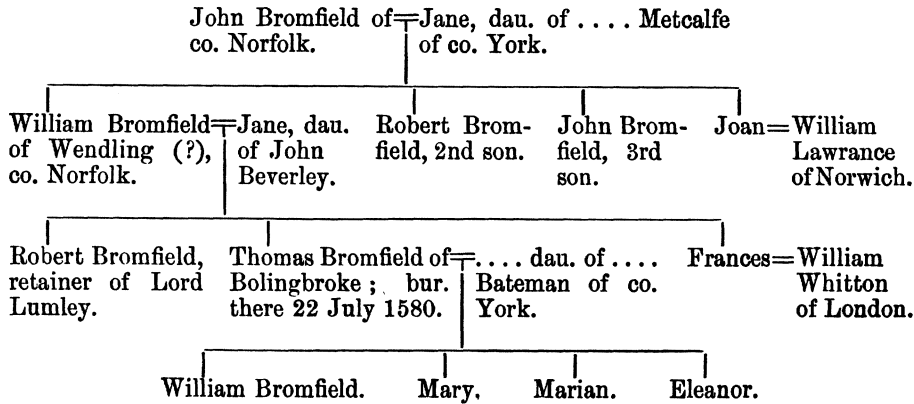 John Bromfield of╤Jane, dau. of .... Metcalfe
co. Norfolk. of co. York.
William Bromfield╤Jane, dau.
of Wendling (?), of John
co. Norfolk. Beverley.
Robert Brom-
field, 2nd son.
John Brom-
field, 3rd
son.
Joan=William
Lawrance
of Norwich.
Robert Bromfield,
retainer of Lord
Lumley.
Thomas Bromfield of╤.... dau. of ....
Bolingbroke; bur. Bateman of co.
there 22 July 1580. York.
Frances=William
Whitton
of London.
William Bromfield. Mary. Marian. Eleanor.